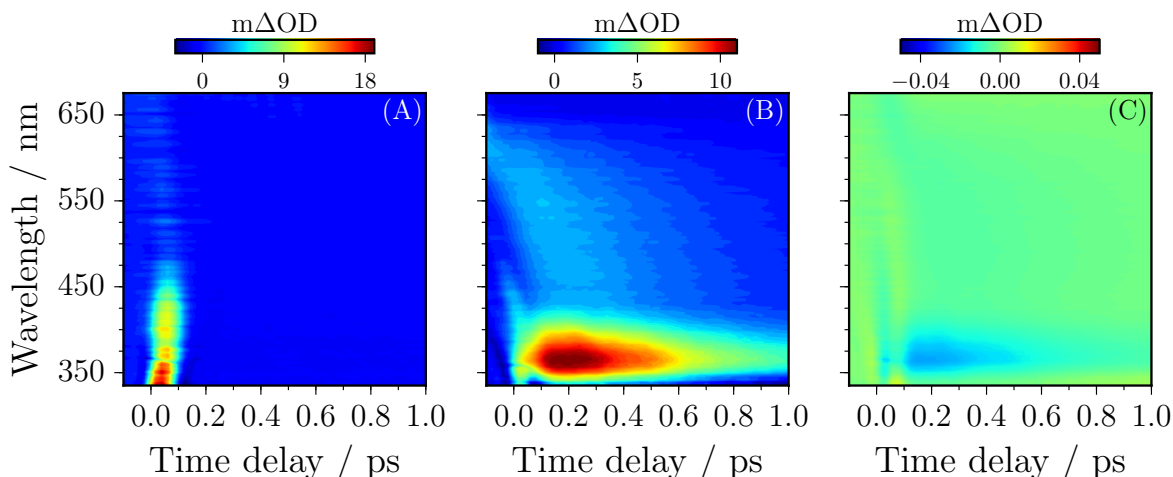 mΔOD mΔOD mΔOD
0 9 18 0 5 10 −0.04 0.00 0.04
(A) (B) (C)
650
550
450
350
Wavelength / nm
0.0 0.2 0.4 0.6 0.8 1.0 0.0 0.2 0.4 0.6 0.8 1.0 0.0 0.2 0.4 0.6 0.8 1.0
Time delay / ps Time delay / ps Time delay / ps